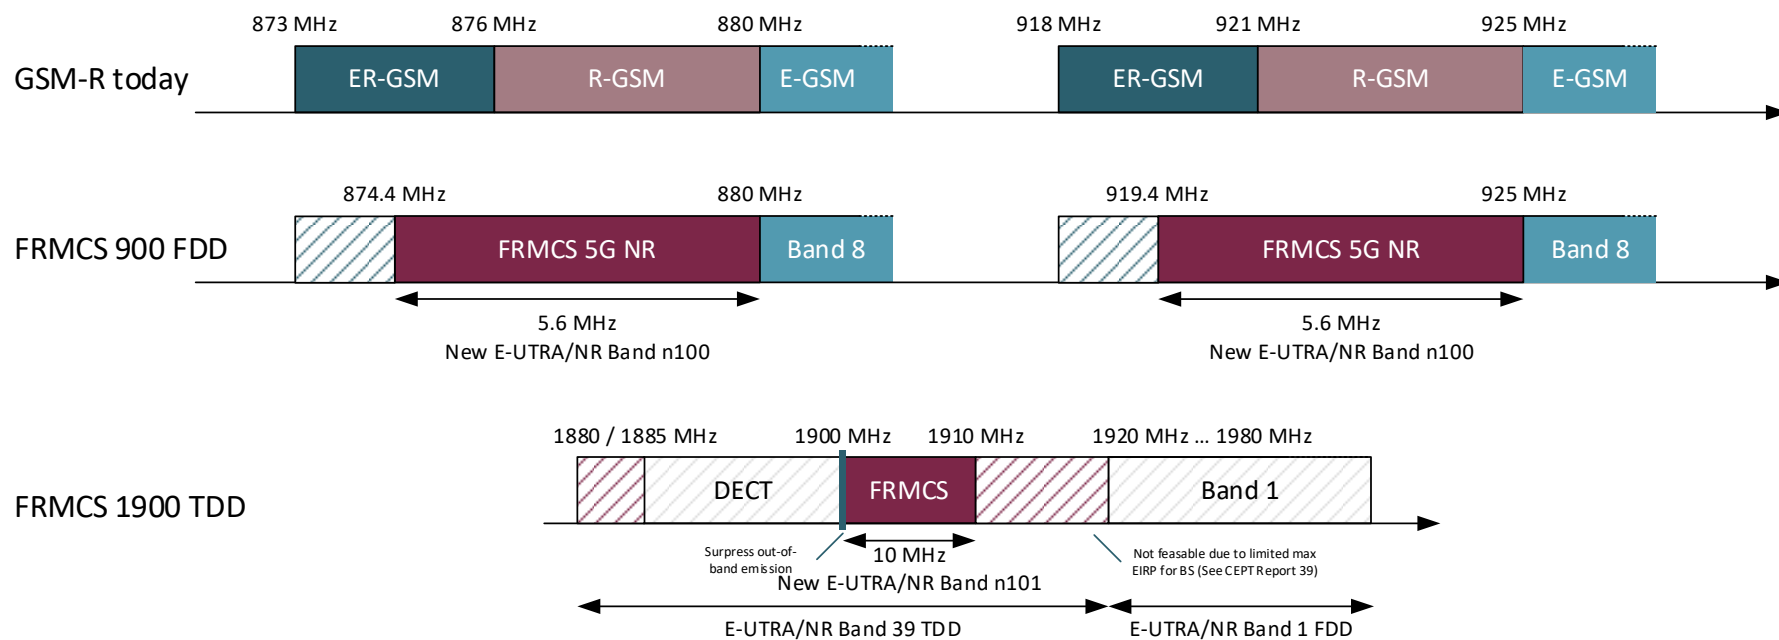 873 MHz 876 MHz 880 MHz 918 MHz 921 MHz 925 MHz
GSM-R today ER-GSM R-GSM E-GSM ER-GSM R-GSM E-GSM
874.4 MHz 880 MHz 919.4 MHz 925 MHz
FRMCS 900 FDD FRMCS 5G NR Band 8 FRMCS 5G NR Band 8
5.6 MHz 5.6 MHz
New E-UTRA/NR Band n100 New E-UTRA/NR Band n100
1880 / 1885 MHz 1900 MHz 1910 MHz 1920 MHz ... 1980 MHz
FRMCS 1900 TDD DECT FRMCS Band 1
Surpress out-of-
band emission
10 MHz
Not feasable due to limited max
EIRP for BS (See CEPT Report 39)
New E-UTRA/NR Band n101
E-UTRA/NR Band 39 TDD E-UTRA/NR Band 1 FDD